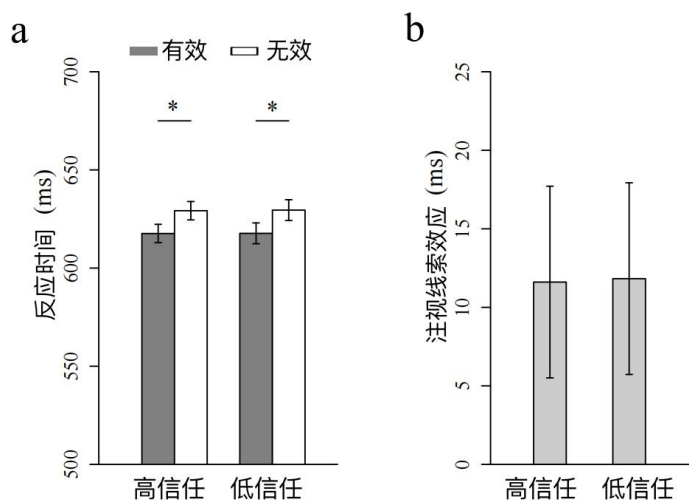 a
有效 无效
700
650
600
550
500
反应时间 (ms)
*
*
高信任 低信任
b
25
20
15
10
5
0
注视线索效应 (ms)
高信任 低信任